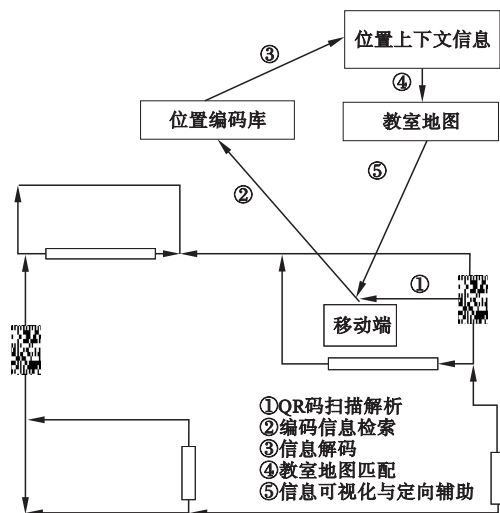 位置上下文信息
③
④
位置编码库
教室地图
②
⑤
①
移动端
①QR码扫描解析
②编码信息检索
③信息解码
④教室地图匹配
⑤信息可视化与定向辅助